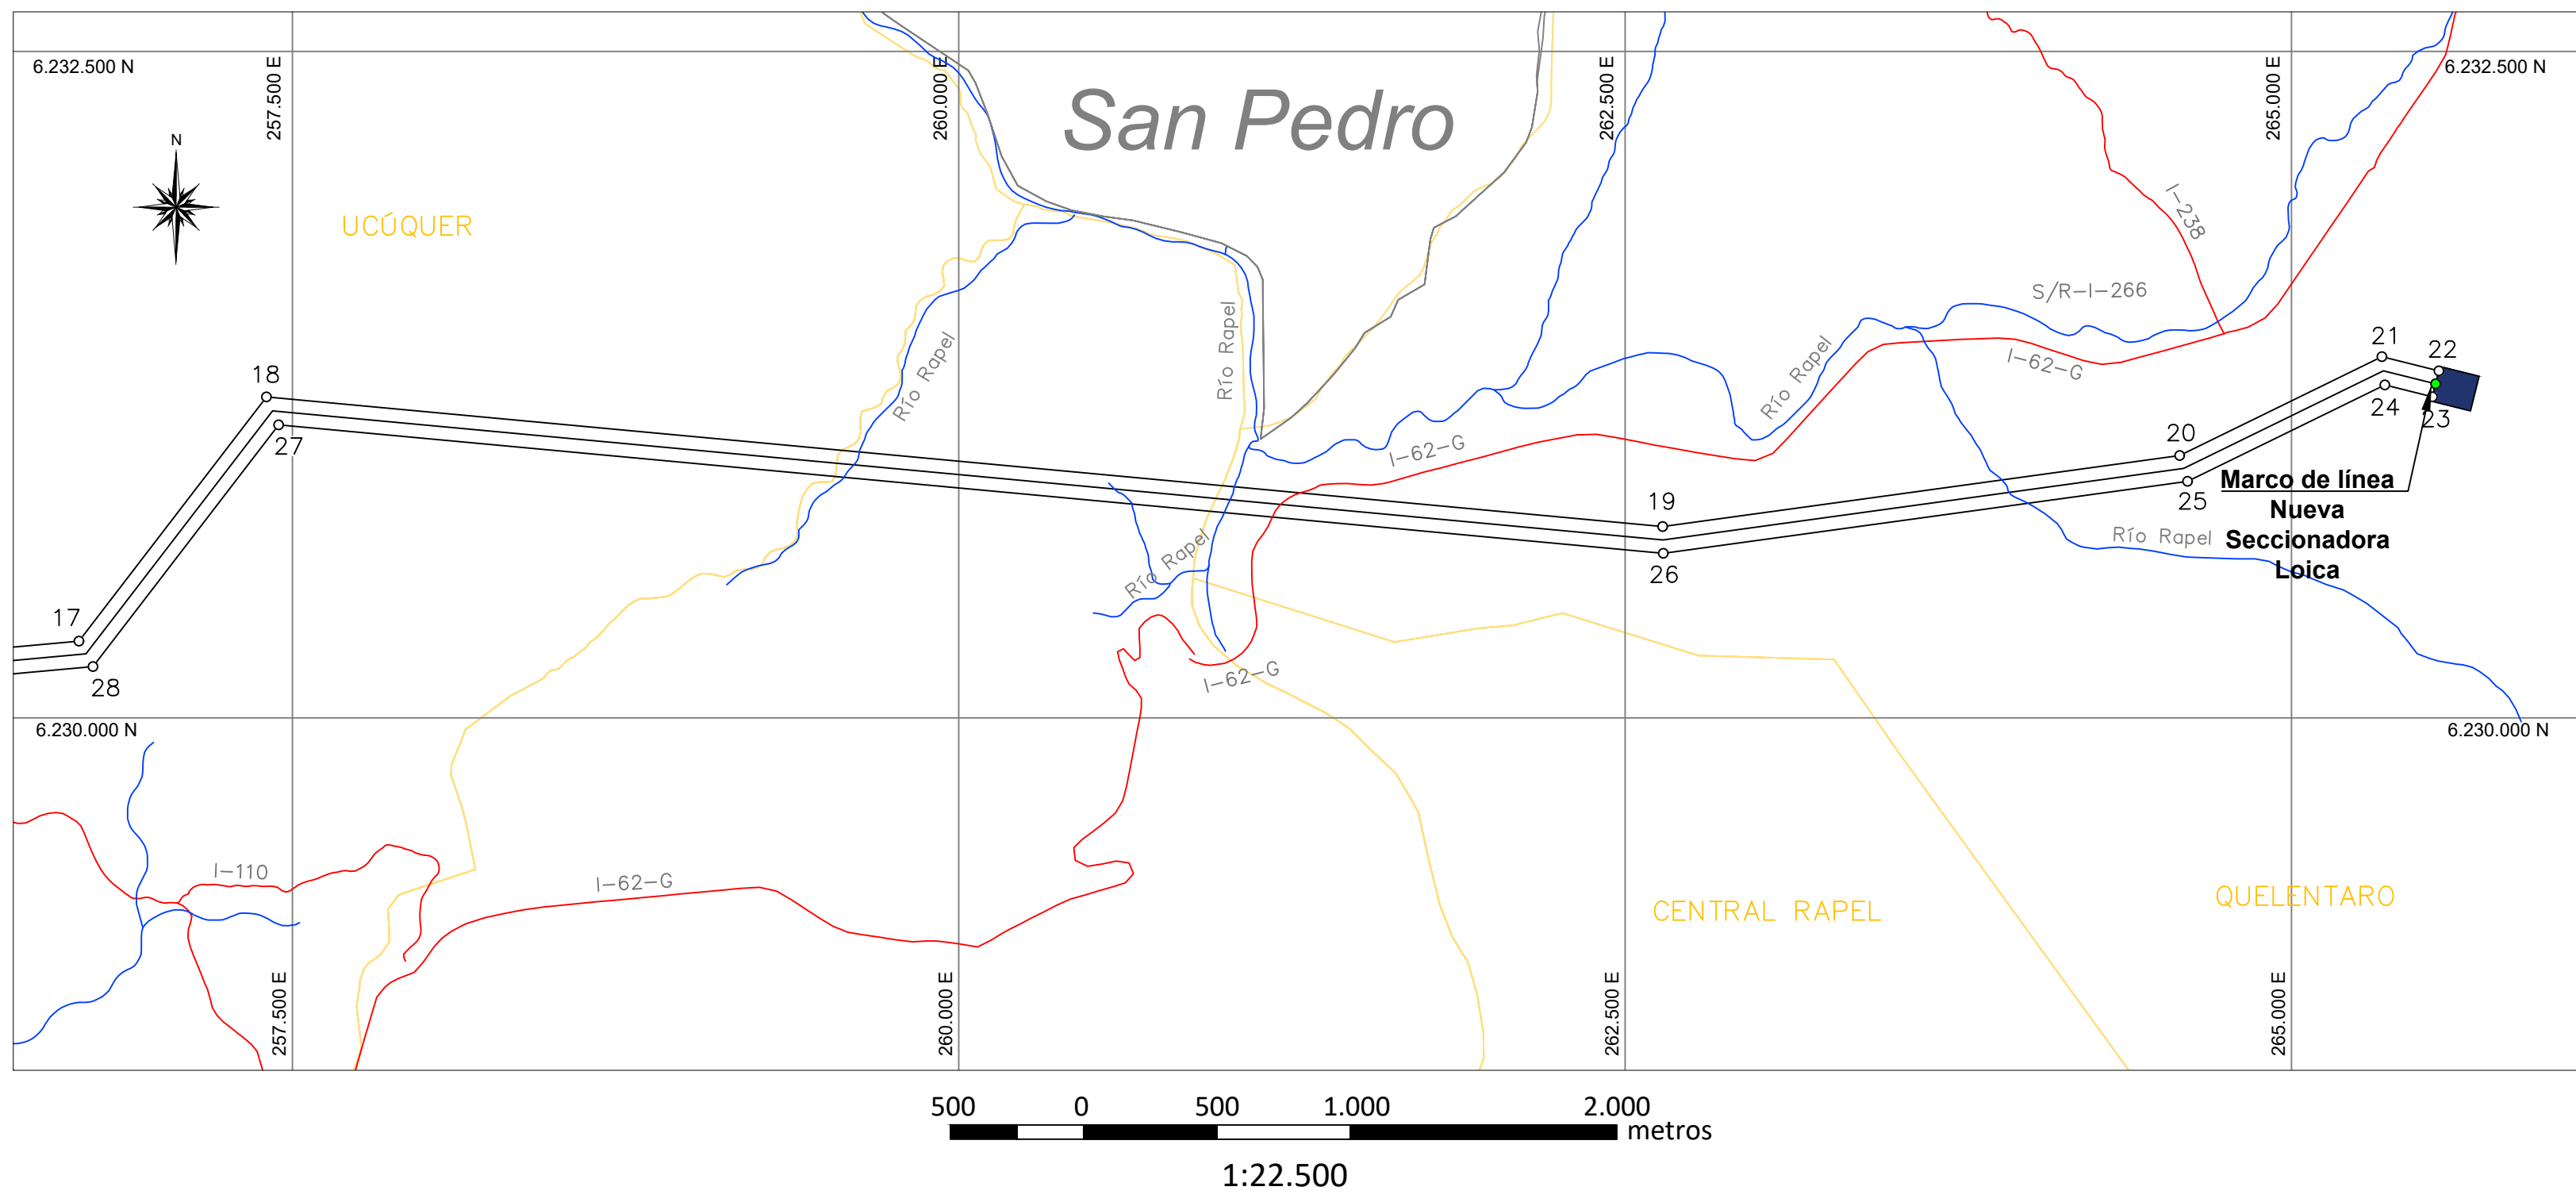 6.232.500 N
257.500 E
260.000 E
262.500 E
265.000 E
6.232.500 N
San Pedro
N
UCÚQUER
I-238
S/R-I-266
Río Rapel
Río Rapel
Río Rapel
I-62-G
21
22
18
24
23
27
I-62-G
20
Marco de línea
Nueva
Seccionadora
Loica
25
19
Río Rapel
Río Rapel
26
17
28
I-62-G
6.230.000 N
6.230.000 N
I-110
I-62-G
CENTRAL RAPEL
QUELENTARO
257.500 E
260.000 E
262.500 E
265.000 E
500 0 500 1.000 2.000
metros
1:22.500